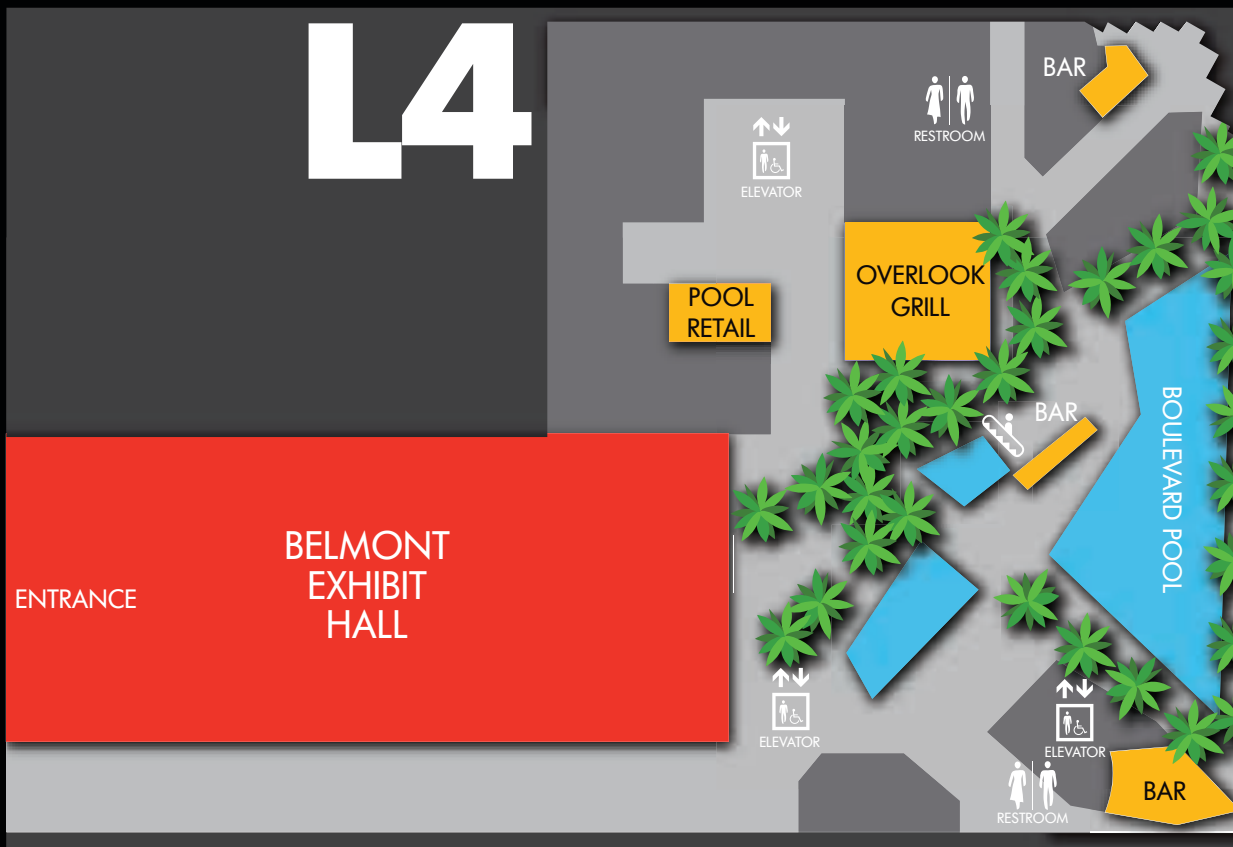 L4
BAR
RESTROOM
ELEVATOR
OVERLOOK
GRILL
POOL
RETAIL
BAR
BOULEVARD POOL
BELMONT
EXHIBIT
HALL
ENTRANCE
ELEVATOR
ELEVATOR
BAR
RESTROOM